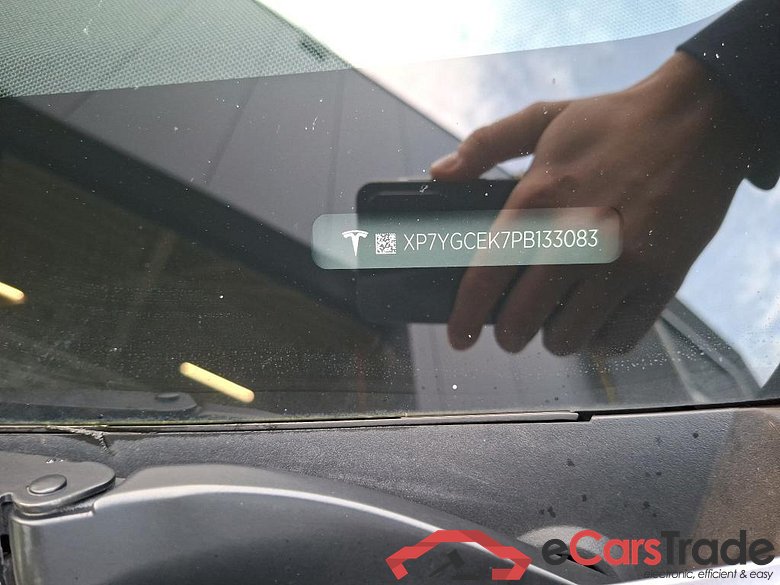 XP7YGCEK7PB133083
eCarsTrade
electronic, efficient & easy